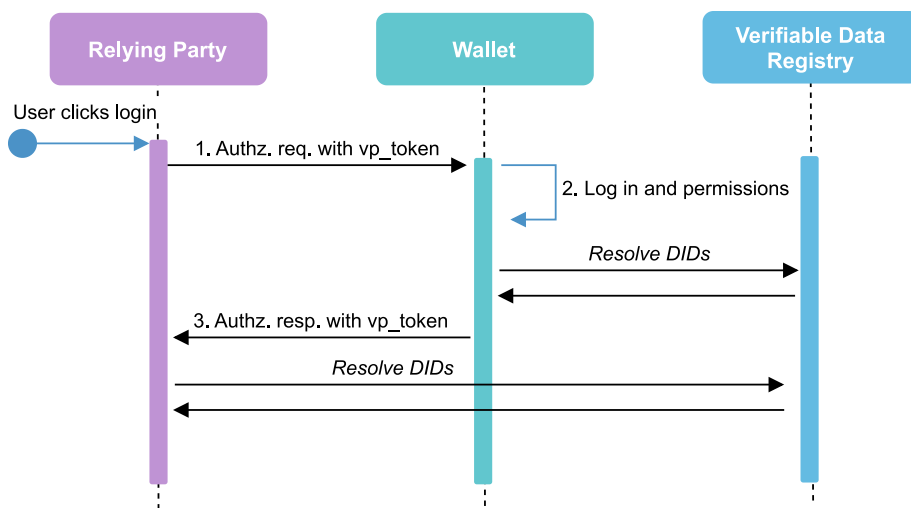 Relying Party
Wallet
Verifiable Data
Registry
User clicks login
1. Authz. req. with vp_token
2. Log in and permissions
Resolve DIDs
3. Authz. resp. with vp_token
Resolve DIDs